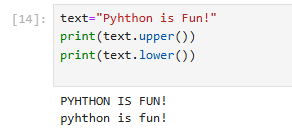 [14]: text="Pyhthon is Fun!"
print(text.upper())
print(text.lower())
PYHTHON IS FUN!
pyhthon is fun!